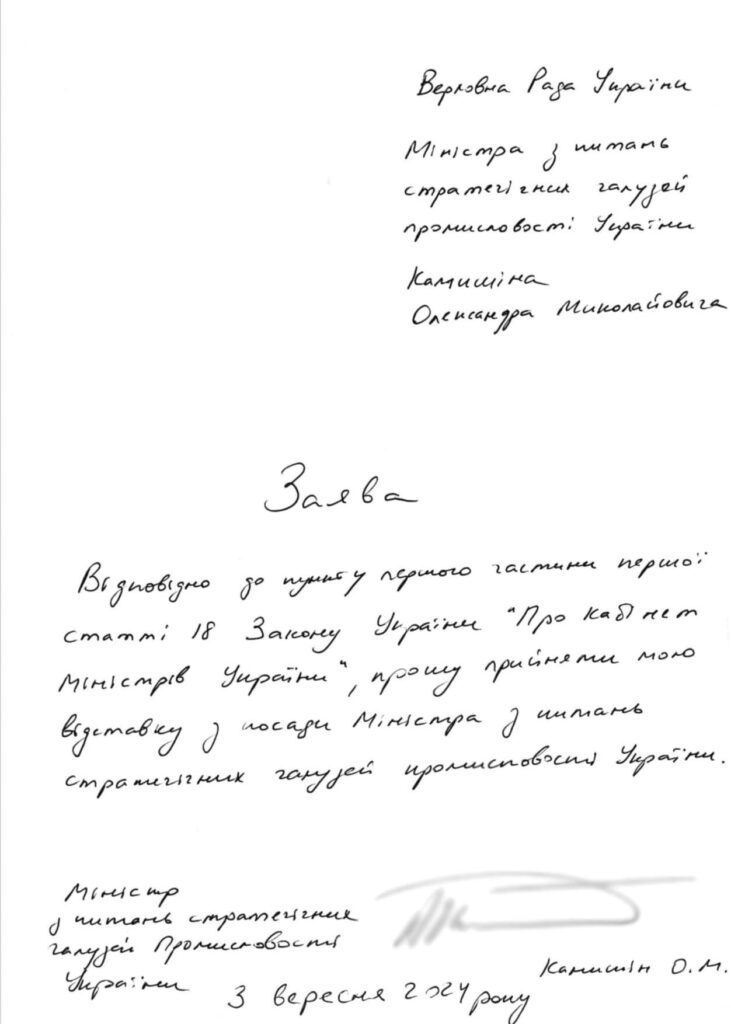 Верховна Рада України
Міністра з питань
стратегічних галузей
промисловості України
Камишіна
Олександра Миколайовича
Заява
Відповідно до пункту першого частини першої
статті 18 Закону України "Про Кабінет
Міністрів України", прошу прийняти мою
відставку з посади Міністра з питань
стратегічних галузей промисловості України.
Міністр
з питань стратегічних
галузей Промисловості
України
Камишін О.М.
3 вересня 2024 року